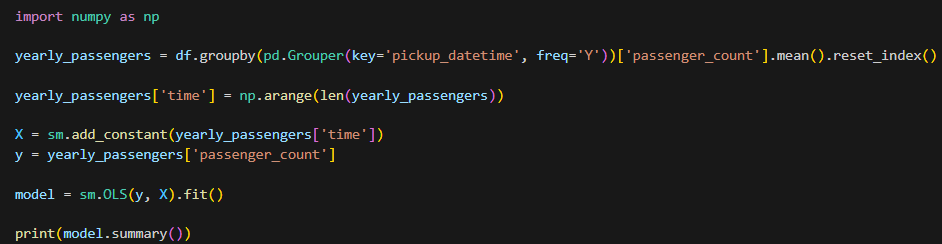 import numpy as np
yearly_passengers = df.groupby(pd.Grouper(key='pickup_datetime', freq='Y'))['passenger_count'].mean().reset_index()
yearly_passengers['time'] = np.arange(len(yearly_passengers))
X = sm.add_constant(yearly_passengers['time'])
y = yearly_passengers['passenger_count']
model = sm.OLS(y, X).fit()
print(model.summary())